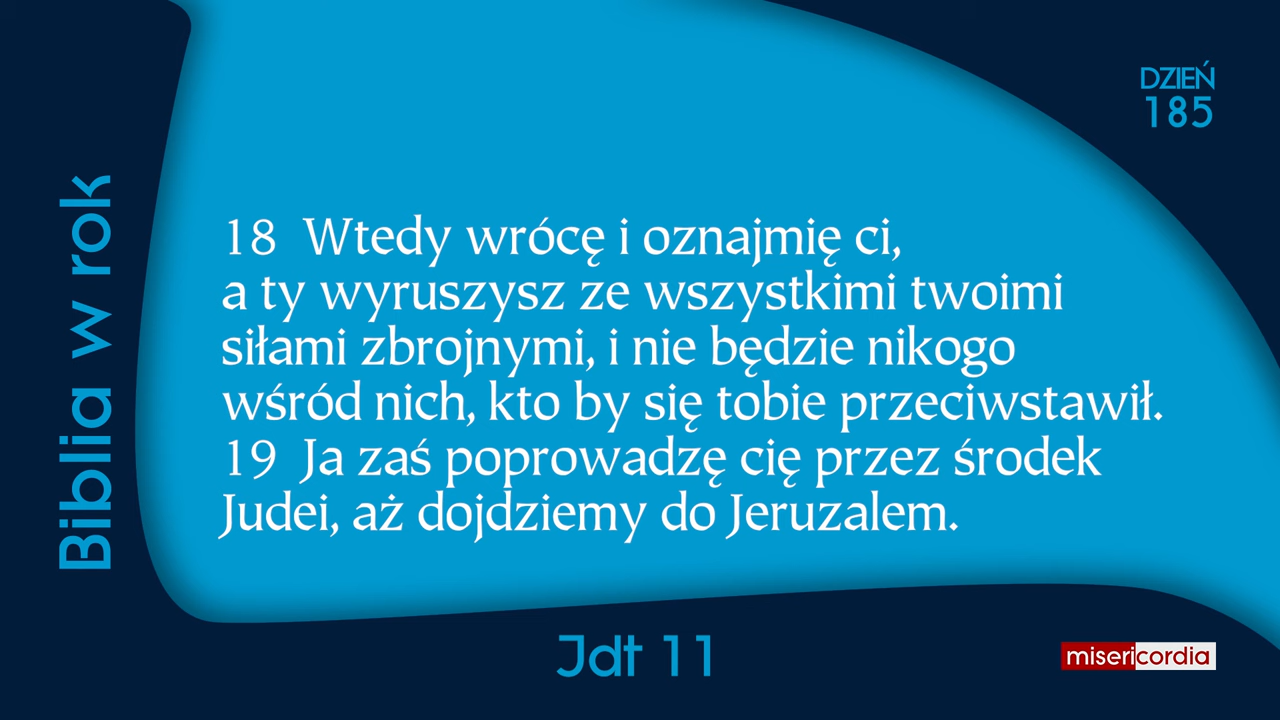 DZIEŃ
185
Biblia w rok
18 Wtedy wrócę i oznajmię ci,
a ty wyruszysz ze wszystkimi twoimi
siłami zbrojnymi, i nie będzie nikogo
wśród nich, kto by się tobie przeciwstawił.
19 Ja zaś poprowadzę cię przez środek
Judei, aż dojdziemy do Jeruzalem.
Jdt 11
misericordia